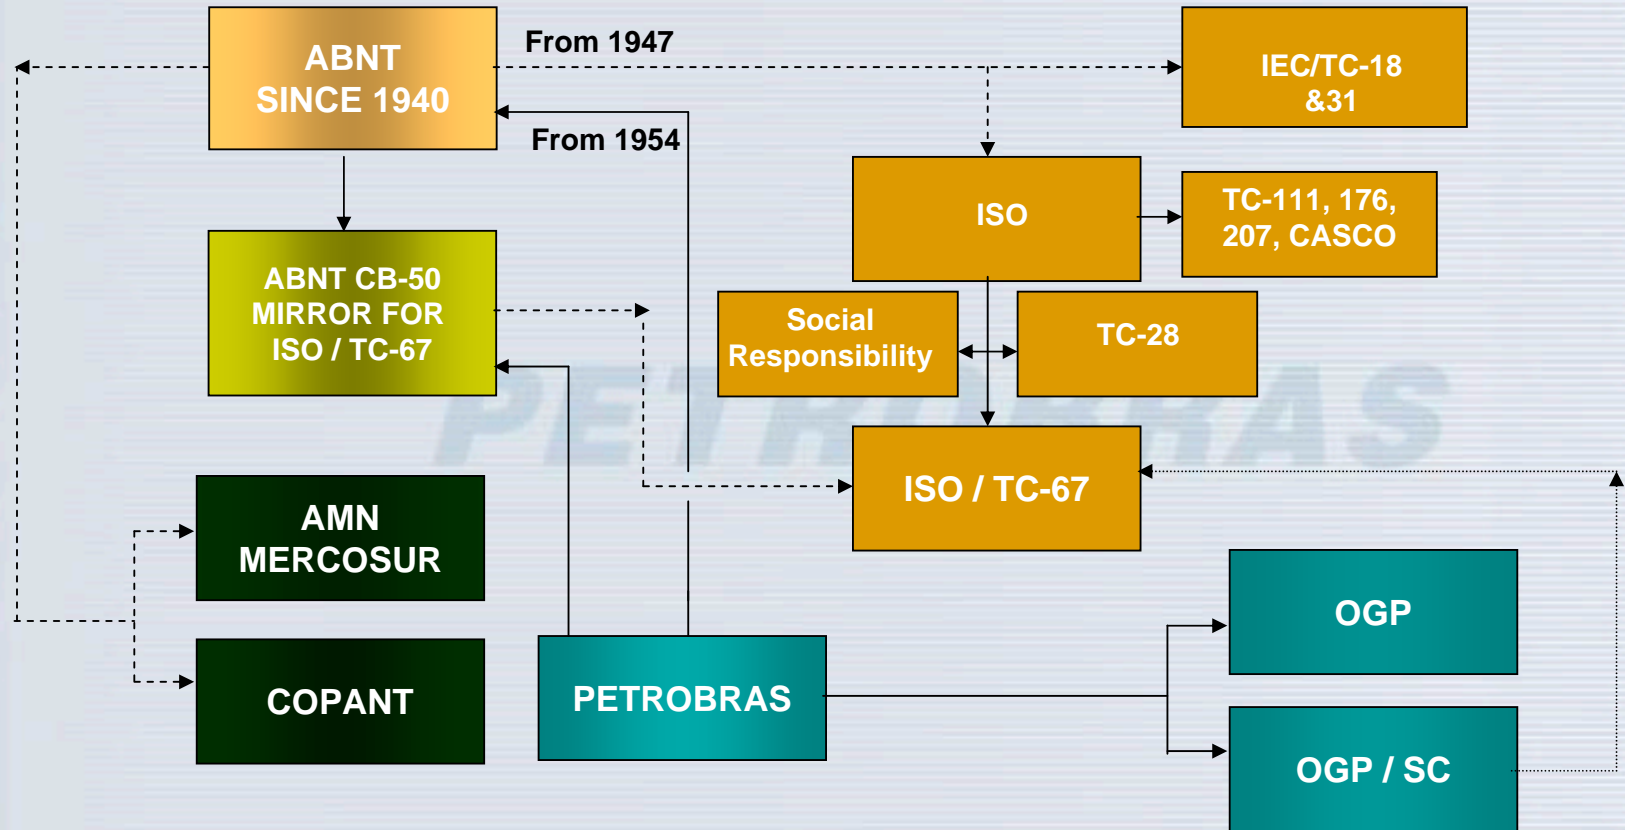 ABNT
SINCE 1940
From 1947
From 1954
IEC/TC-18
&31
ISO
TC-111, 176,
207, CASCO
ABNT CB-50
MIRROR FOR
ISO / TC-67
Social
Responsibility
TC-28
PETROBRAS
ISO / TC-67
AMN
MERCOSUR
COPANT
PETROBRAS
OGP
OGP / SC